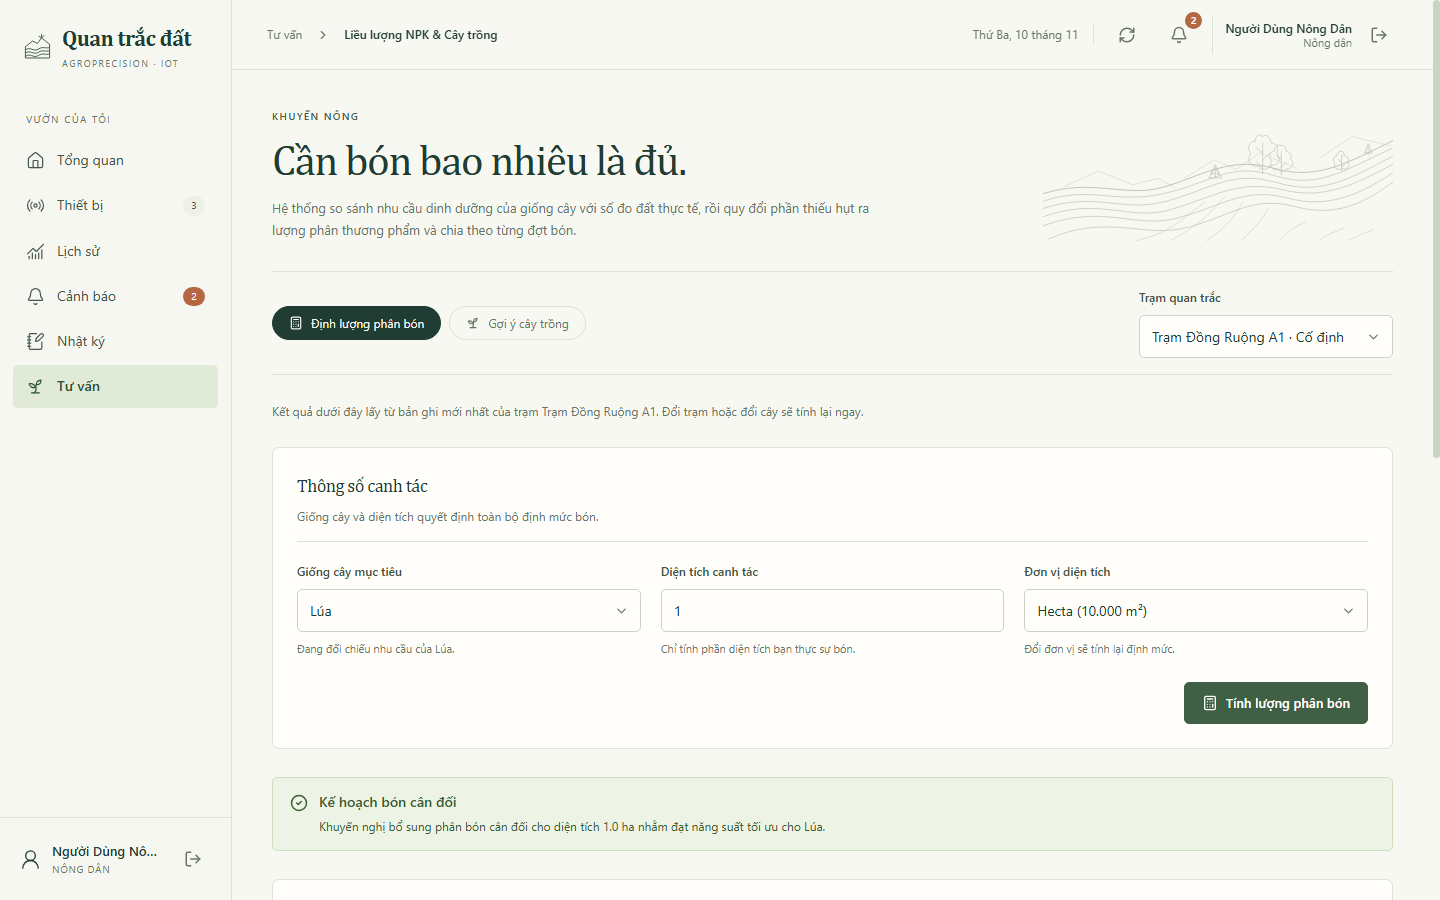 Quan trắc đất
AGROPRECISION · IOT
VƯỜN CỦA TÔI
Tổng quan
Thiết bị
3
Lịch sử
Cảnh báo
2
Nhật ký
Tư vấn
Người Dùng Nô...
NÔNG DÂN
Tư vấn
Liều lượng NPK & Cây trồng
Thứ Ba, 10 tháng 11
2
Người Dùng Nông Dân
Nông dân
KHUYẾN NÔNG
Cần bón bao nhiêu là đủ.
Hệ thống so sánh nhu cầu dinh dưỡng của giống cây với số đo đất thực tế, rồi quy đổi phần thiếu hụt ra
lượng phân thương phẩm và chia theo từng đợt bón.
Định lượng phân bón
Gợi ý cây trồng
Trạm quan trắc
Trạm Đồng Ruộng A1 · Cố định
Kết quả dưới đây lấy từ bản ghi mới nhất của trạm Trạm Đồng Ruộng A1. Đổi trạm hoặc đổi cây sẽ tính lại ngay.
Thông số canh tác
Giống cây và diện tích quyết định toàn bộ định mức bón.
Giống cây mục tiêu
Lúa
Đang đối chiếu nhu cầu của Lúa.
Diện tích canh tác
1
Chỉ tính phần diện tích bạn thực sự bón.
Đơn vị diện tích
Hecta (10.000 m²)
Đổi đơn vị sẽ tính lại định mức.
Tính lượng phân bón
Kế hoạch bón cân đối
Khuyến nghị bổ sung phân bón cân đối cho diện tích 1.0 ha nhằm đạt năng suất tối ưu cho Lúa.